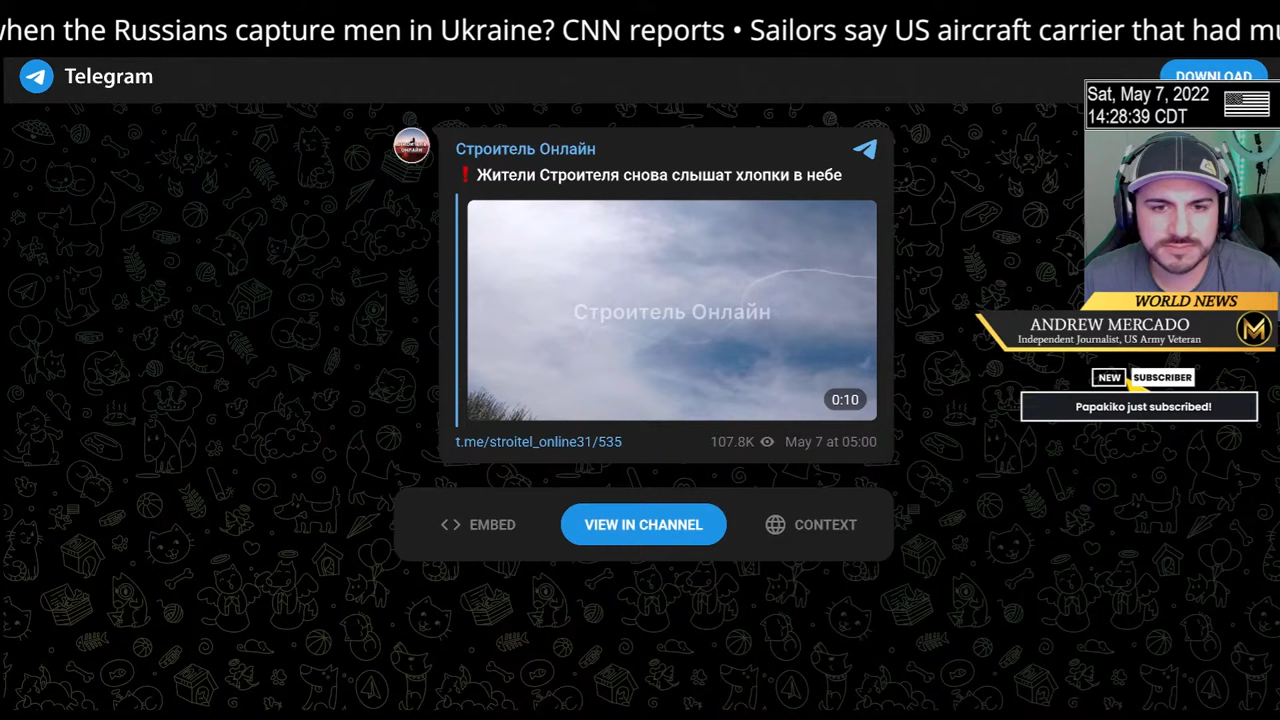 when the Russians capture men in Ukraine? CNN reports • Sailors say US aircraft carrier that had mu
Telegram
DOWNLOAD
Sat, May 7, 2022
14:28:39 CDT
Строитель Онлайн
❗ Жители Строителя снова слышат хлопки в небе
Строитель Онлайн
0:10
t.me/stroitel_online31/535
107.8K
May 7 at 05:00
WORLD NEWS
ANDREW MERCADO
Independent Journalist, US Army Veteran
M
NEW SUBSCRIBER
Papakiko just subscribed!
<> EMBED
VIEW IN CHANNEL
CONTEXT